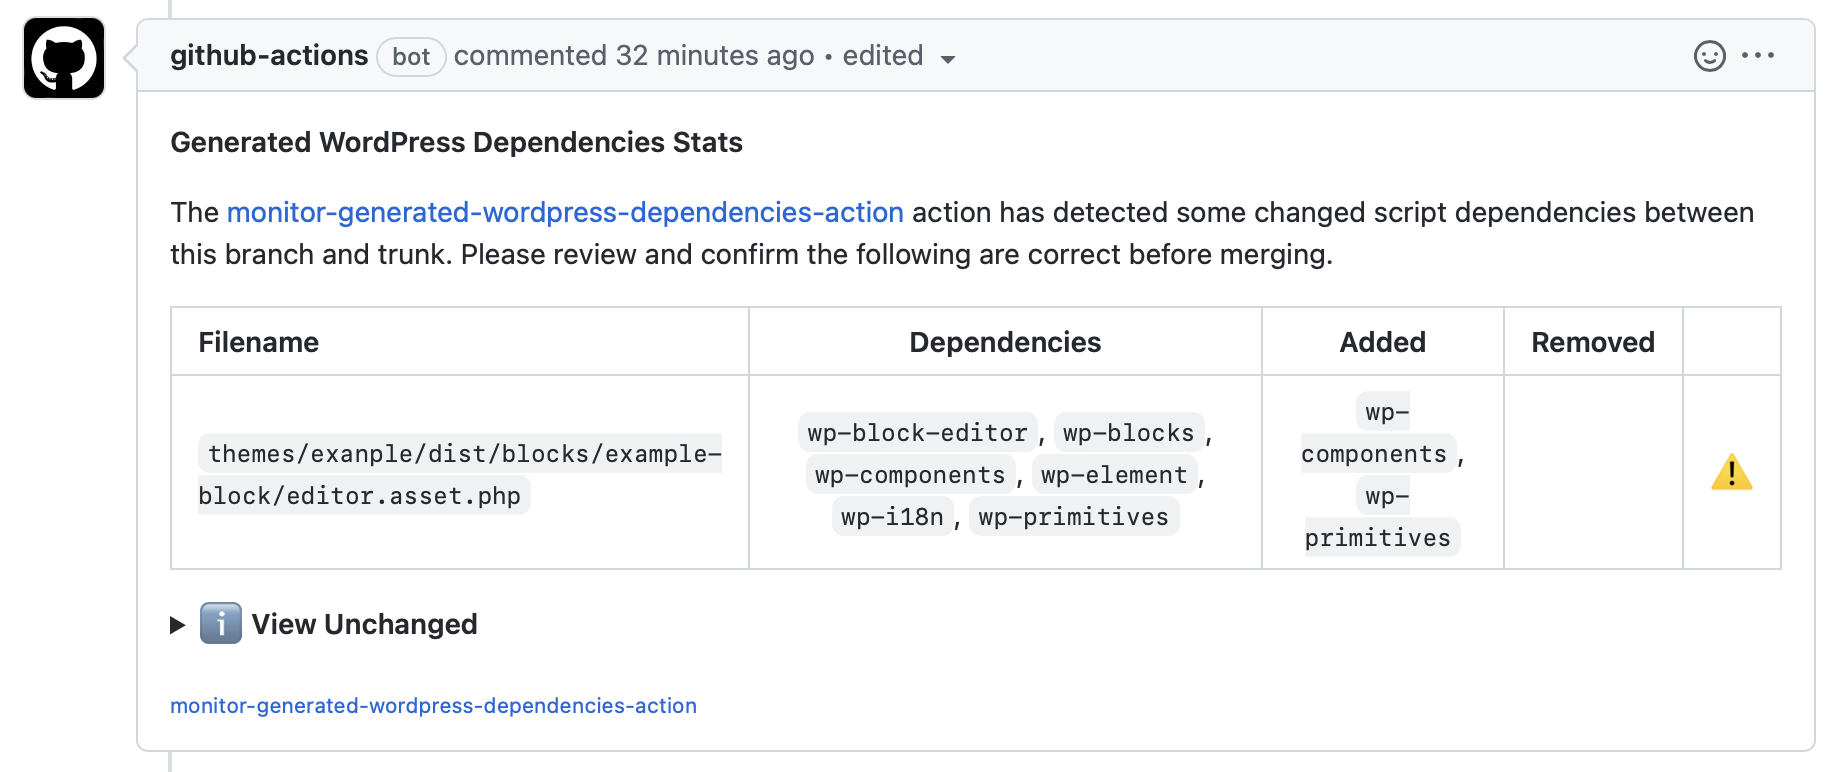 github-actions bot commented 32 minutes ago • edited
Generated WordPress Dependencies Stats
The monitor-generated-wordpress-dependencies-action action has detected some changed script dependencies between
this branch and trunk. Please review and confirm the following are correct before merging.
Filename Dependencies Added Removed
themes/exanple/dist/blocks/example-
block/editor.asset.php
wp-block-editor, wp-blocks,
wp-components, wp-element,
wp-i18n, wp-primitives
wp-
components,
wp-
primitives
View Unchanged
monitor-generated-wordpress-dependencies-action